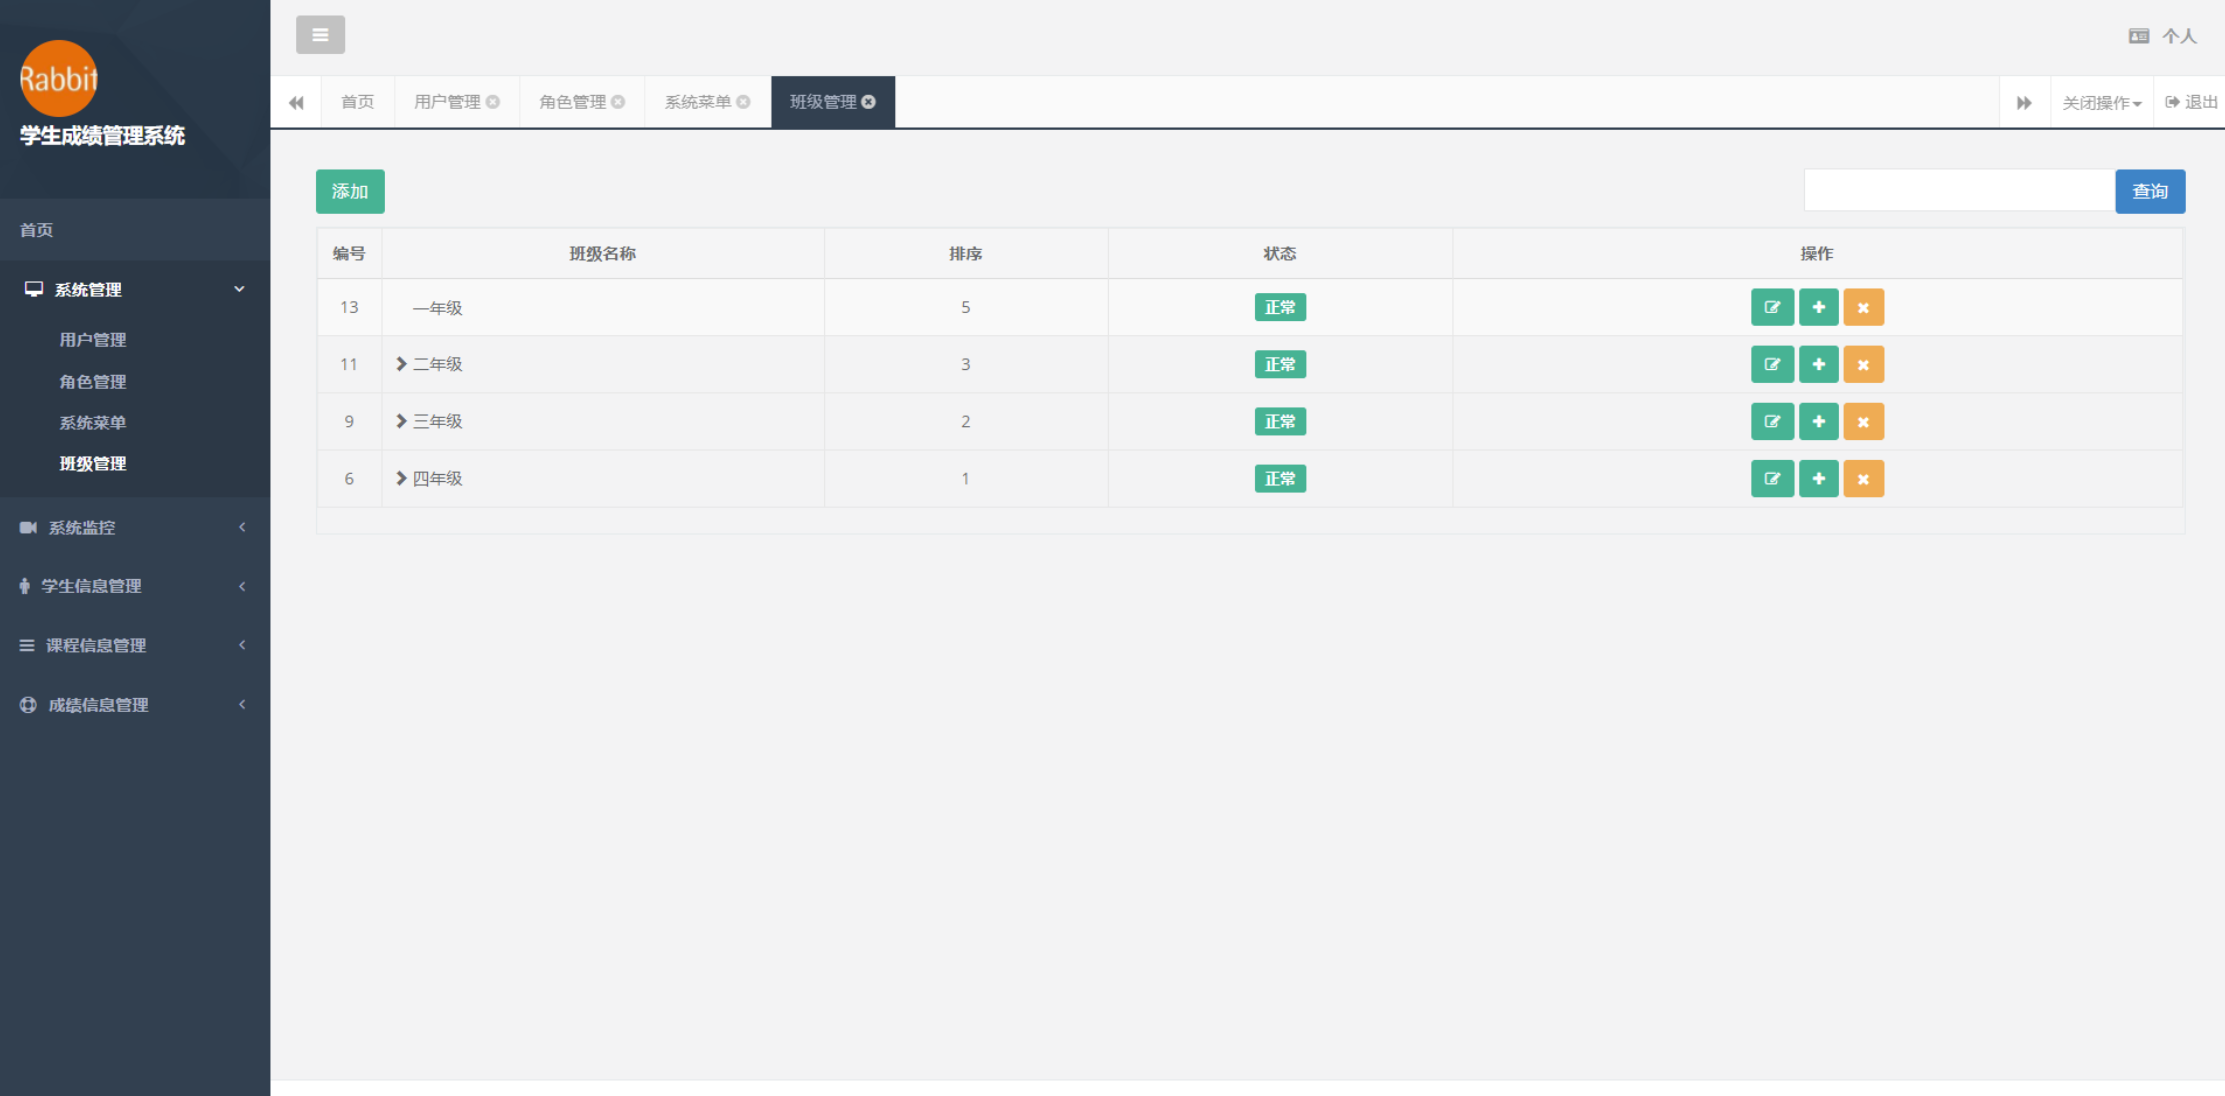 Rabbit
学生成绩管理系统
首页
系统管理
用户管理
角色管理
系统菜单
班级管理
系统监控
学生信息管理
课程信息管理
成绩信息管理
个人
首页 用户管理 角色管理 系统菜单 班级管理 关闭操作 退出
添加 查询
编号 班级名称 排序 状态 操作
13 一年级 5 正常
11 二年级 3 正常
9 三年级 2 正常
6 四年级 1 正常